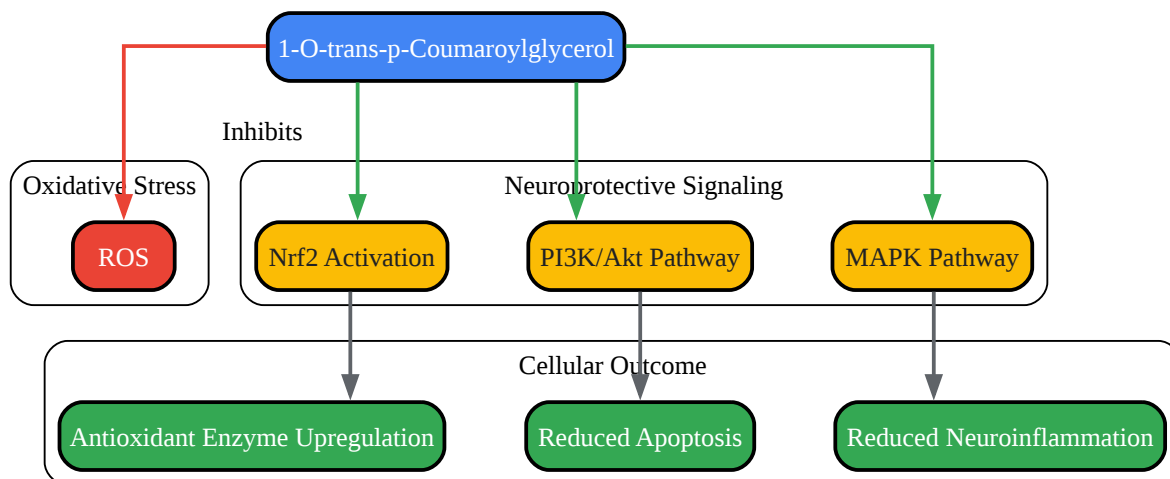 1-O-trans-p-Coumaroylglycerol
Inhibits
Oxidative Stress
Neuroprotective Signaling
ROS
Nrf2 Activation
PI3K/Akt Pathway
MAPK Pathway
Cellular Outcome
Antioxidant Enzyme Upregulation
Reduced Apoptosis
Reduced Neuroinflammation